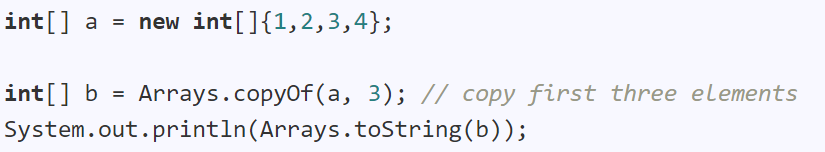 int[] a = new int[]{1,2,3,4};
int[] b = Arrays.copyOf(a, 3); // copy first three elements
System.out.println(Arrays.toString(b));